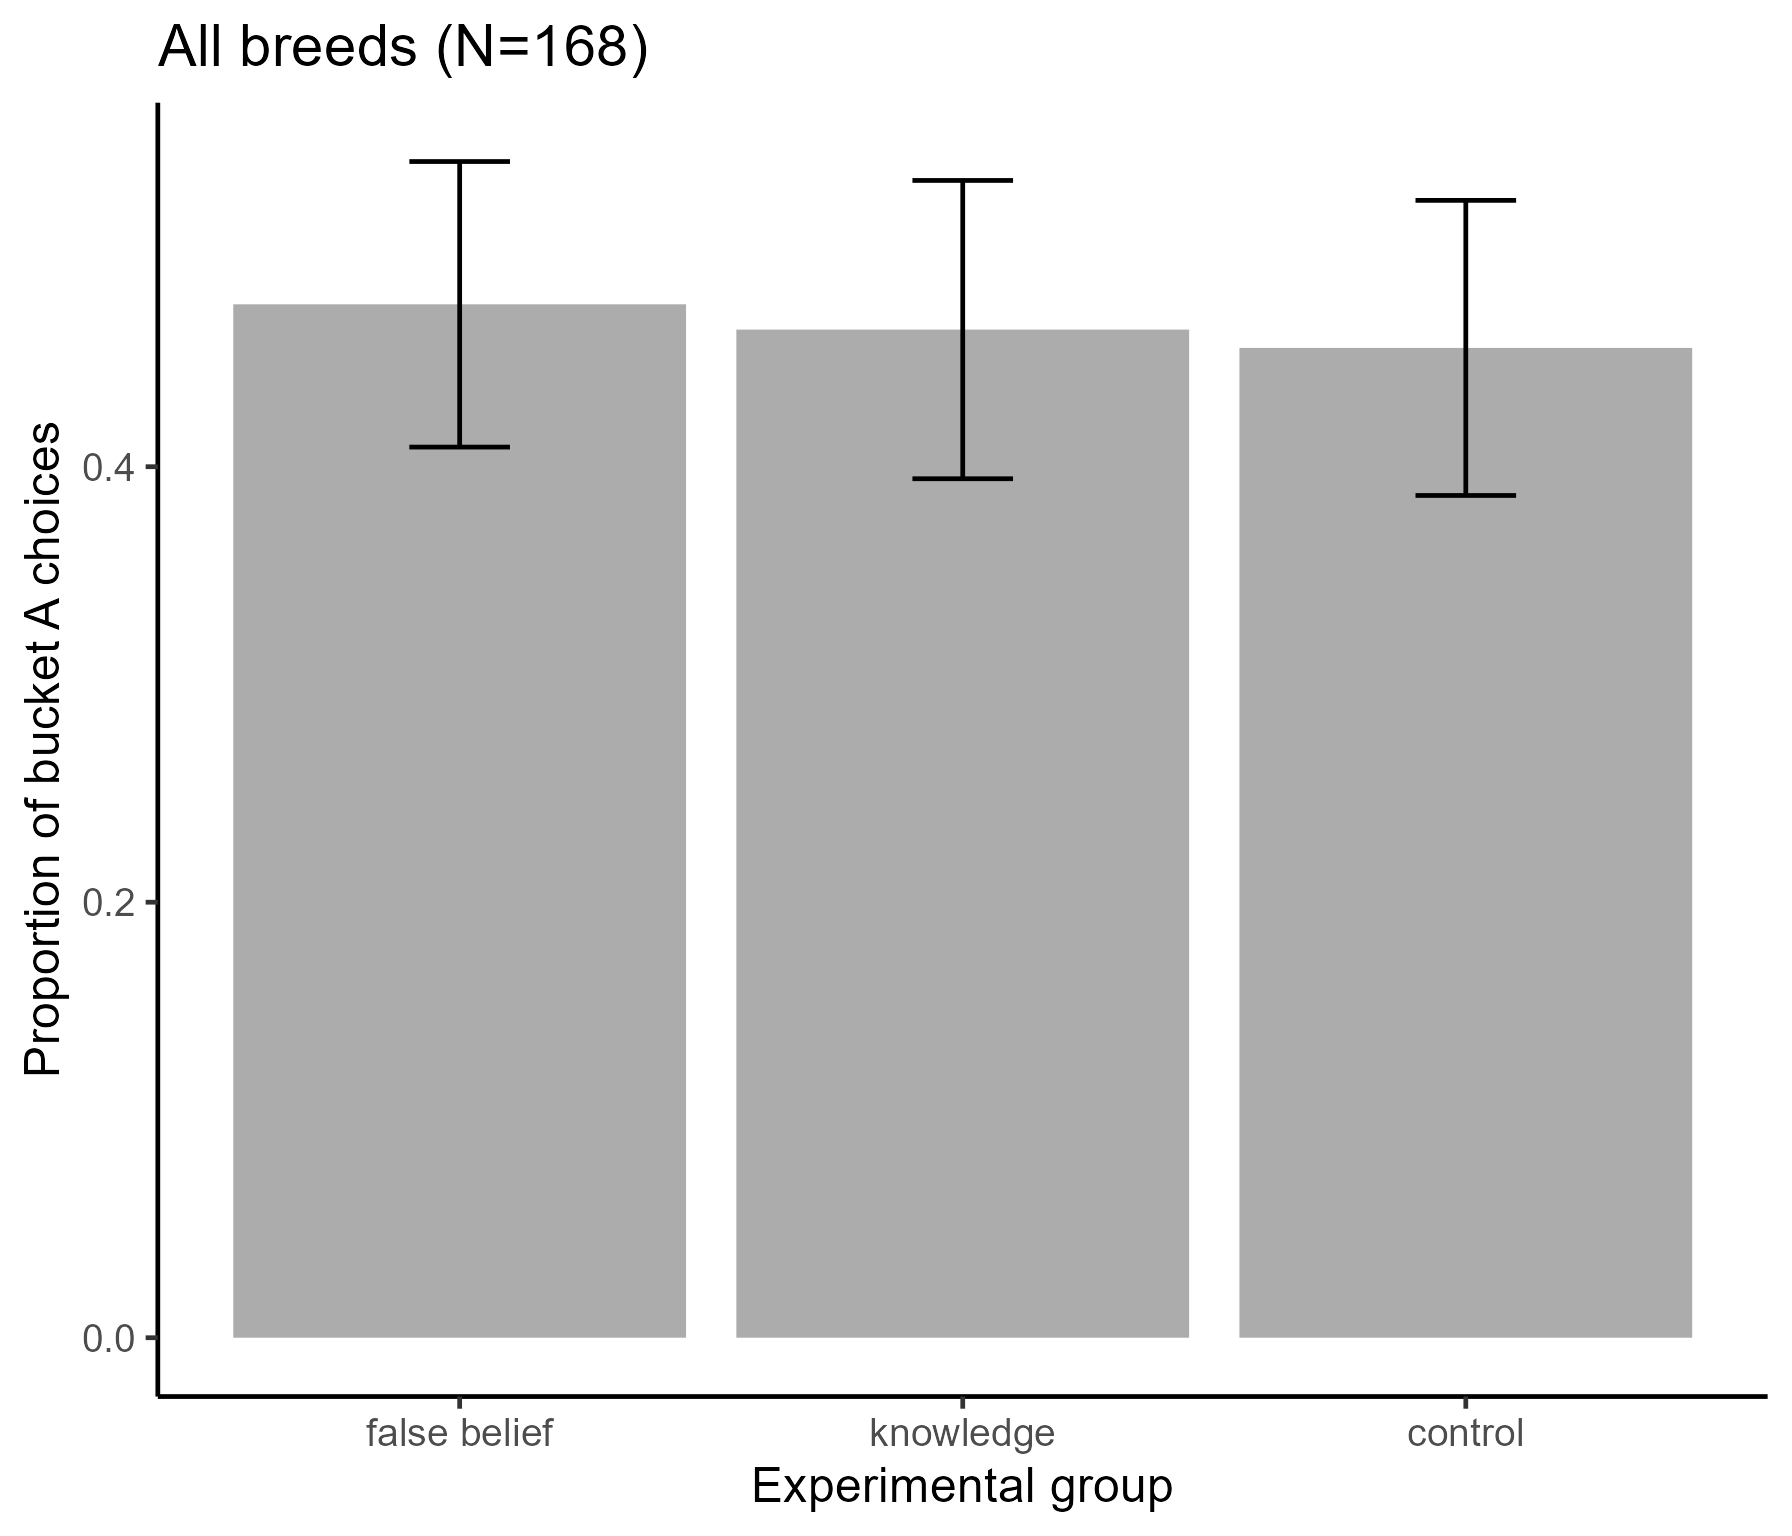 All breeds (N=168)
Proportion of bucket A choices
0.4
0.2
0.0
false belief
knowledge
control
Experimental group